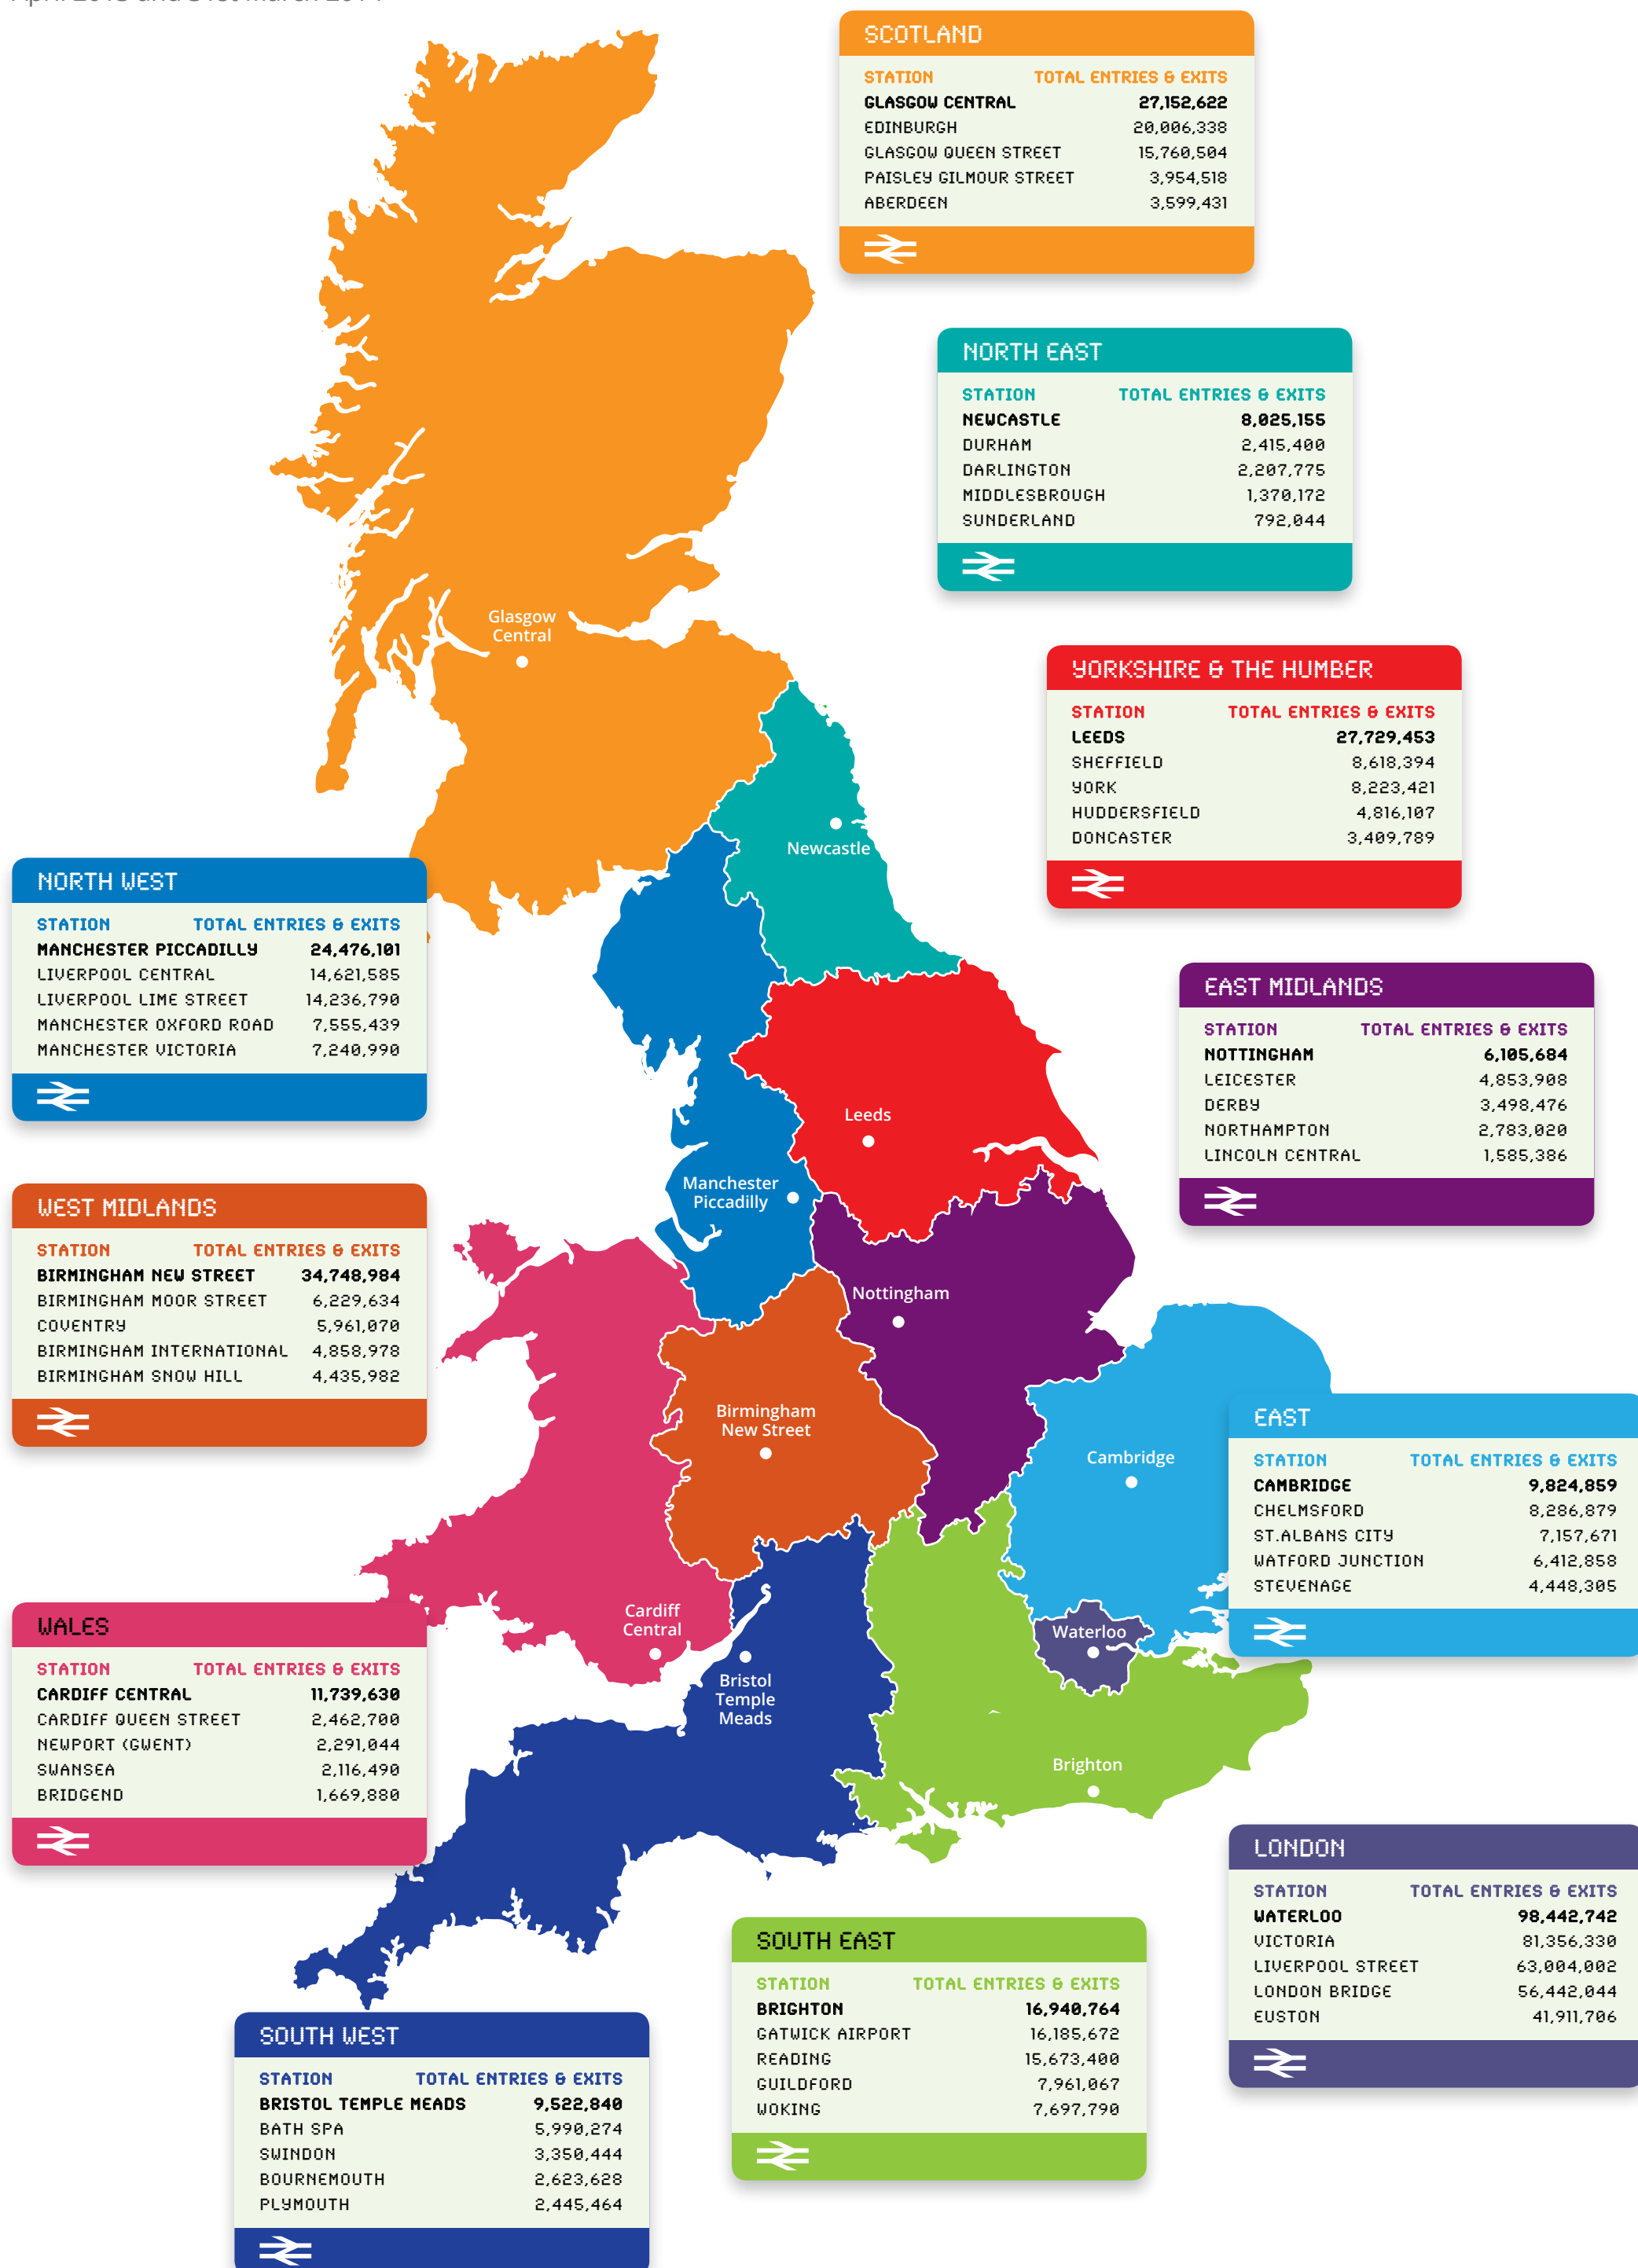 SCOTLAND
STATION TOTAL ENTRIES & EXITS
GLASGOW CENTRAL 27,152,622
EDINBURGH 20,006,338
GLASGOW QUEEN STREET 15,760,504
PAISLEY GILMOUR STREET 3,954,518
ABERDEEN 3,599,431
NORTH EAST
STATION TOTAL ENTRIES & EXITS
NEWCASTLE 8,025,155
DURHAM 2,415,400
DARLINGTON 2,207,775
MIDDLESBROUGH 1,370,172
SUNDERLAND 792,044
Glasgow
Central
YORKSHIRE & THE HUMBER
STATION TOTAL ENTRIES & EXITS
LEEDS 27,729,453
SHEFFIELD 8,618,394
YORK 8,223,421
HUDDERSFIELD 4,816,107
DONCASTER 3,409,789
Newcastle
NORTH WEST
STATION TOTAL ENTRIES & EXITS
MANCHESTER PICCADILLY 24,476,101
LIVERPOOL CENTRAL 14,621,585
LIVERPOOL LIME STREET 14,236,790
MANCHESTER OXFORD ROAD 7,555,439
MANCHESTER VICTORIA 7,240,990
EAST MIDLANDS
STATION TOTAL ENTRIES & EXITS
NOTTINGHAM 6,105,684
LEICESTER 4,853,908
DERBY 3,498,476
NORTHAMPTON 2,783,020
LINCOLN CENTRAL 1,585,386
Leeds
Manchester
Piccadilly
WEST MIDLANDS
STATION TOTAL ENTRIES & EXITS
BIRMINGHAM NEW STREET 34,748,984
BIRMINGHAM MOOR STREET 6,229,634
COVENTRY 5,961,070
BIRMINGHAM INTERNATIONAL 4,858,978
BIRMINGHAM SNOW HILL 4,435,982
Nottingham
Birmingham
New Street
Cambridge
EAST
STATION TOTAL ENTRIES & EXITS
CAMBRIDGE 9,824,859
CHELMSFORD 8,286,879
ST.ALBANS CITY 7,157,671
WATFORD JUNCTION 6,412,858
STEVENAGE 4,448,305
WALES
STATION TOTAL ENTRIES & EXITS
CARDIFF CENTRAL 11,739,630
CARDIFF QUEEN STREET 2,462,700
NEWPORT (GWENT) 2,291,044
SWANSEA 2,116,490
BRIDGEND 1,669,880
Cardiff
Central
Waterloo
Bristol
Temple
Meads
Brighton
LONDON
STATION TOTAL ENTRIES & EXITS
WATERLOO 98,442,742
VICTORIA 81,356,330
LIVERPOOL STREET 63,004,002
LONDON BRIDGE 56,442,044
EUSTON 41,911,706
SOUTH EAST
STATION TOTAL ENTRIES & EXITS
BRIGHTON 16,940,764
GATWICK AIRPORT 16,185,672
READING 15,673,400
GUILDFORD 7,961,067
WOKING 7,697,790
SOUTH WEST
STATION TOTAL ENTRIES & EXITS
BRISTOL TEMPLE MEADS 9,522,840
BATH SPA 5,990,274
SWINDON 3,350,444
BOURNEMOUTH 2,623,628
PLYMOUTH 2,445,464